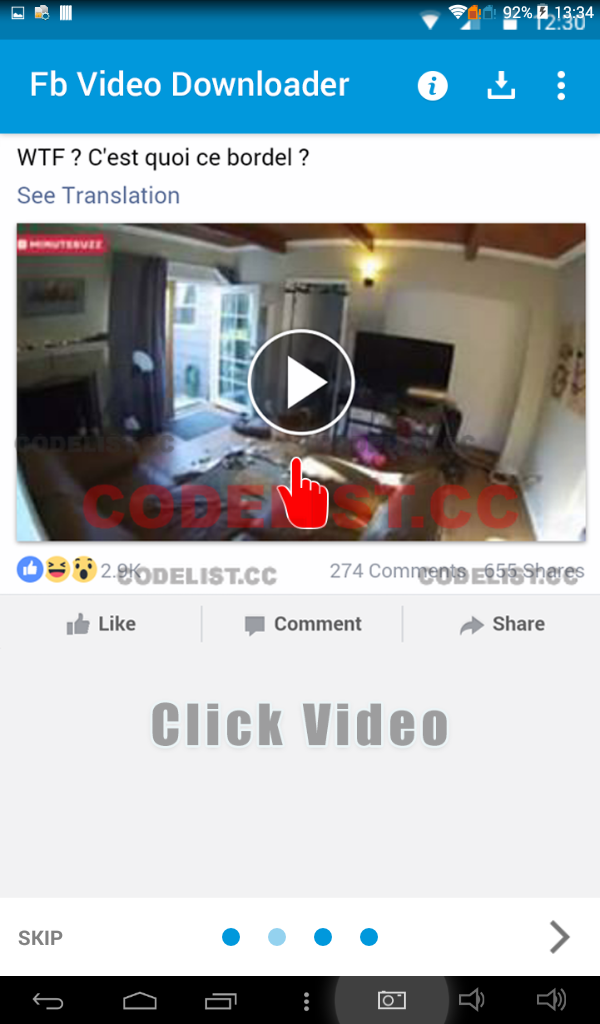 92% 13:34
12:30
Fb Video Downloader
WTF ? C'est quoi ce bordel ?
See Translation
MINUTEBUZZ
CODELIST.CC
CODELIST.CC
2.9K
274 Comments 655 Shares
CODELIST.CC
CODELIST.CC
Like Comment Share
Click Video
SKIP